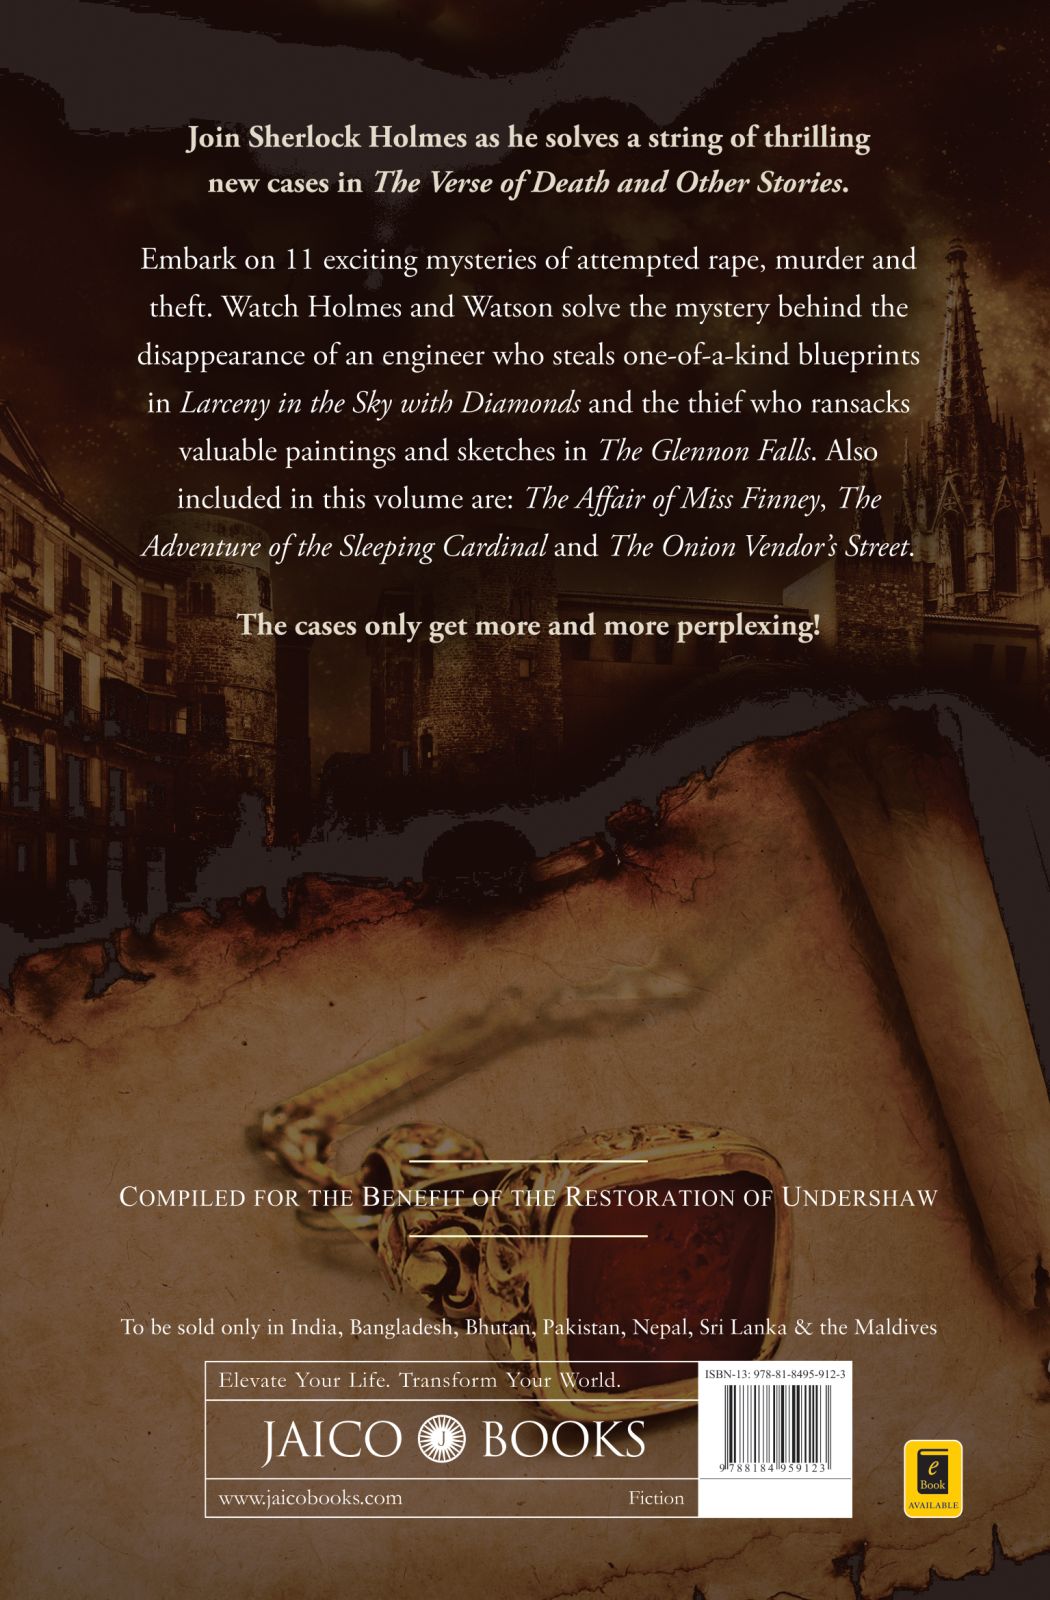 Join Sherlock Holmes as he solves a string of thrilling
new cases in The Verse of Death and Other Stories.
Embark on 11 exciting mysteries of attempted rape, murder and
theft. Watch Holmes and Watson solve the mystery behind the
disappearance of an engineer who steals one-of-a-kind blueprints
in Larceny in the Sky with Diamonds and the thief who ransacks
valuable paintings and sketches in The Glennon Falls. Also
included in this volume are: The Affair of Miss Finney, The
Adventure of the Sleeping Cardinal and The Onion Vendor's Street.
The cases only get more and more perplexing!
COMPILED FOR THE BENEFIT OF THE RESTORATION OF UNDERSHAW
To be sold only in India, Bangladesh, Bhutan, Pakistan, Nepal, Sri Lanka & the Maldives
Elevate Your Life. Transform Your World.
JAICO J BOOKS
www.jaicobooks.com
Fiction
ISBN-13: 978-81-8495-912-3
9 788184 959123
e
Book
AVAILABLE